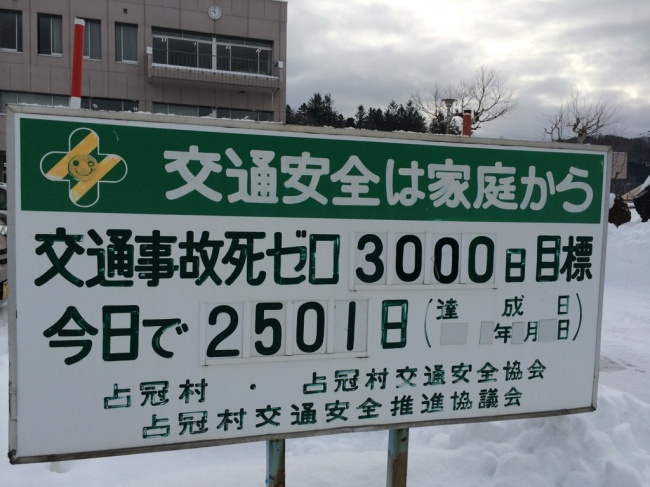 交通安全は家庭から
交通事故死ゼロ3000日目標
今日で2501日(達成日 年 月 日)
占冠村・占冠村交通安全協会
占冠村交通安全推進協議会